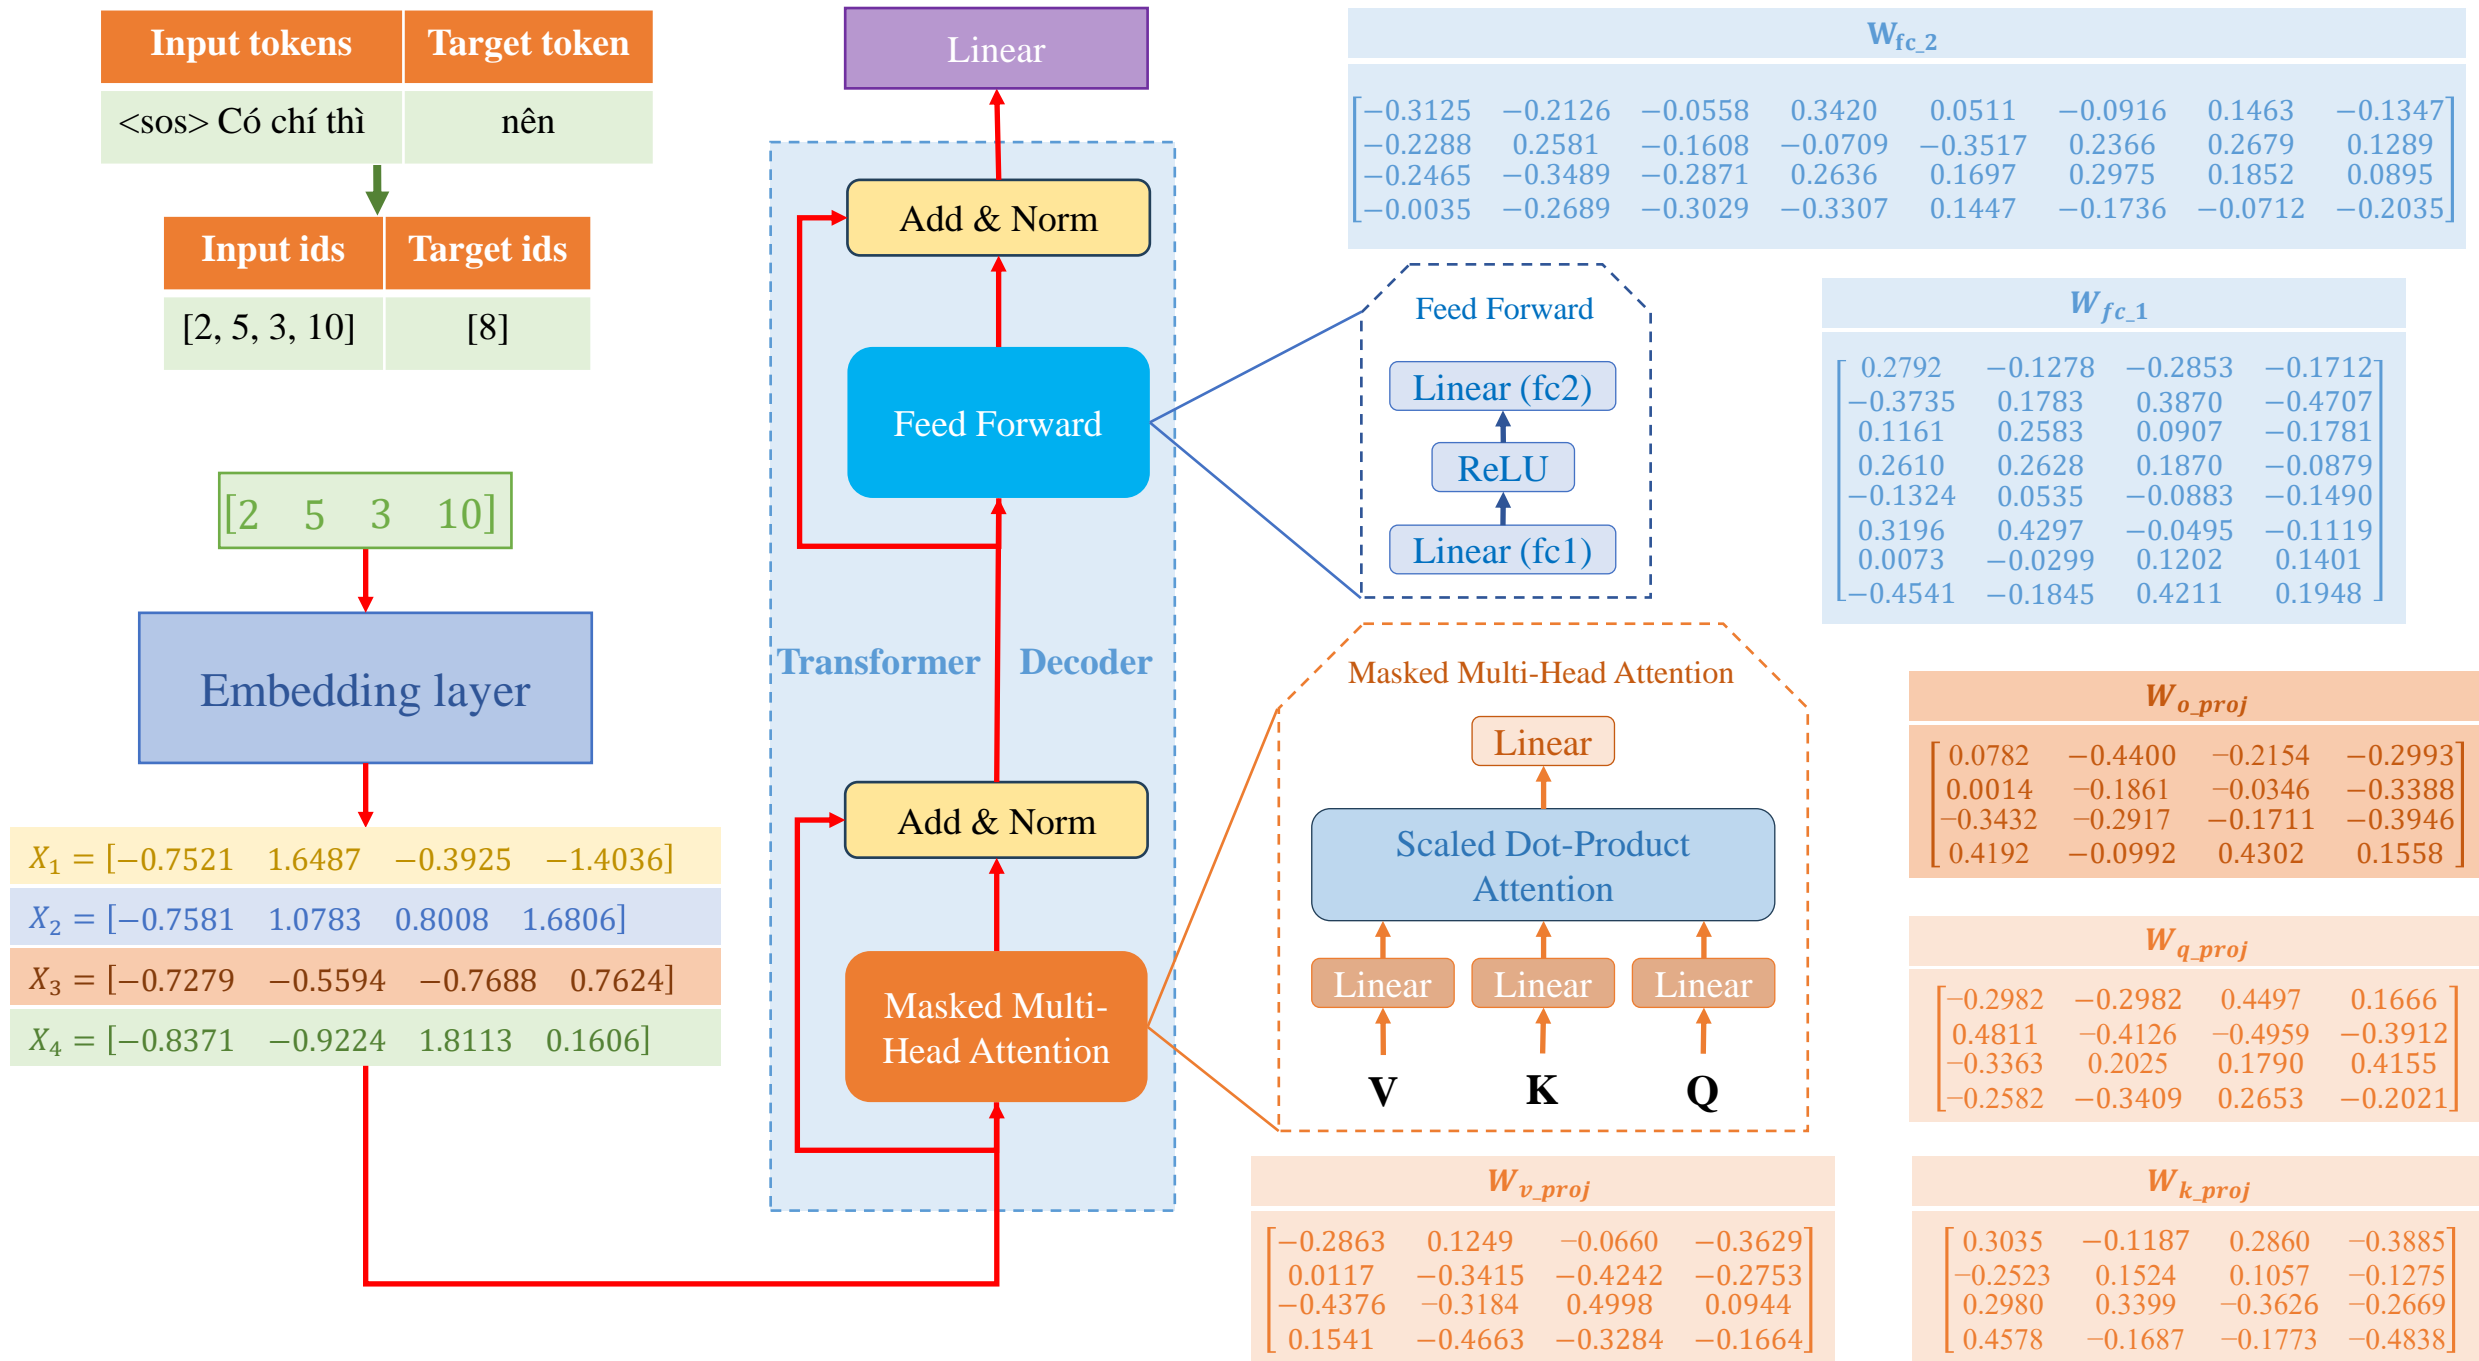 Input tokens Target token
<sos> Có chí thì nên
Input ids Target ids
[2, 5, 3, 10] [8]
[2 5 3 10]
Embedding layer
X₁ = [−0.7521 1.6487 −0.3925 −1.4036]
X₂ = [−0.7581 1.0783 0.8008 1.6806]
X₃ = [−0.7279 −0.5594 −0.7688 0.7624]
X₄ = [−0.8371 −0.9224 1.8113 0.1606]
Linear
Add & Norm
Feed Forward
Transformer Decoder
Add & Norm
Masked Multi-
Head Attention
W_fc_2
−0.3125 −0.2126 −0.0558 0.3420 0.0511 −0.0916 0.1463 −0.1347
−0.2288 0.2581 −0.1608 −0.0709 −0.3517 0.2366 0.2679 0.1289
−0.2465 −0.3489 −0.2871 0.2636 0.1697 0.2975 0.1852 0.0895
−0.0035 −0.2689 −0.3029 −0.3307 0.1447 −0.1736 −0.0712 −0.2035
Feed Forward
Linear (fc2)
ReLU
Linear (fc1)
W_fc_1
0.2792 −0.1278 −0.2853 −0.1712
−0.3735 0.1783 0.3870 −0.4707
0.1161 0.2583 0.0907 −0.1781
0.2610 0.2628 0.1870 −0.0879
−0.1324 0.0535 −0.0883 −0.1490
0.3196 0.4297 −0.0495 −0.1119
0.0073 −0.0299 0.1202 0.1401
−0.4541 −0.1845 0.4211 0.1948
Masked Multi-Head Attention
Linear
Scaled Dot-Product
Attention
Linear Linear Linear
V K Q
W_o_proj
0.0782 −0.4400 −0.2154 −0.2993
0.0014 −0.1861 −0.0346 −0.3388
−0.3432 −0.2917 −0.1711 −0.3946
0.4192 −0.0992 0.4302 0.1558
W_q_proj
−0.2982 −0.2982 0.4497 0.1666
0.4811 −0.4126 −0.4959 −0.3912
−0.3363 0.2025 0.1790 0.4155
−0.2582 −0.3409 0.2653 −0.2021
W_v_proj
−0.2863 0.1249 −0.0660 −0.3629
0.0117 −0.3415 −0.4242 −0.2753
−0.4376 −0.3184 0.4998 0.0944
0.1541 −0.4663 −0.3284 −0.1664
W_k_proj
0.3035 −0.1187 0.2860 −0.3885
−0.2523 0.1524 0.1057 −0.1275
0.2980 0.3399 −0.3626 −0.2669
0.4578 −0.1687 −0.1773 −0.4838